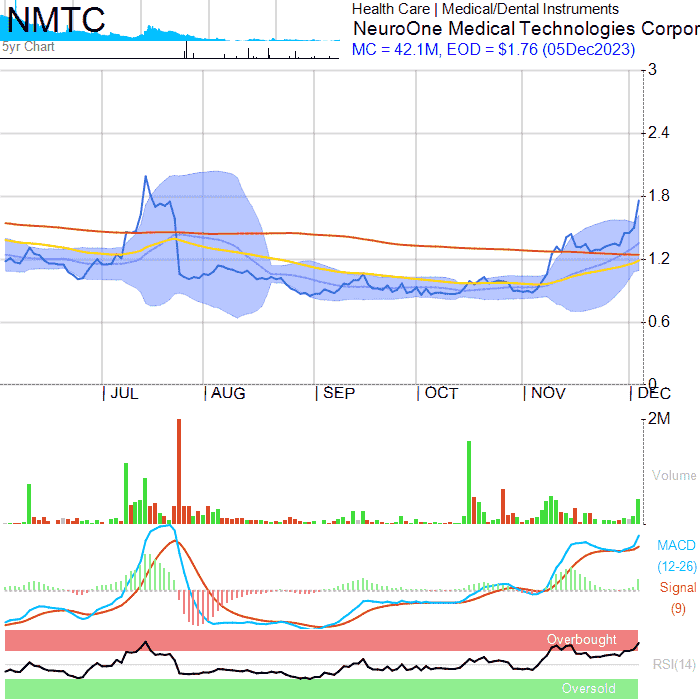 NMTC
5yr Chart
Health Care | Medical/Dental Instruments
NeuroOne Medical Technologies Corpor
MC = 42.1M, EOD = $1.76 (05Dec2023)
3
2.4
1.8
1.2
0.6
0
JUL
AUG
SEP
OCT
NOV
DEC
2M
Volume
MACD
(12-26)
Signal
(9)
Overbought
RSI(14)
Oversold